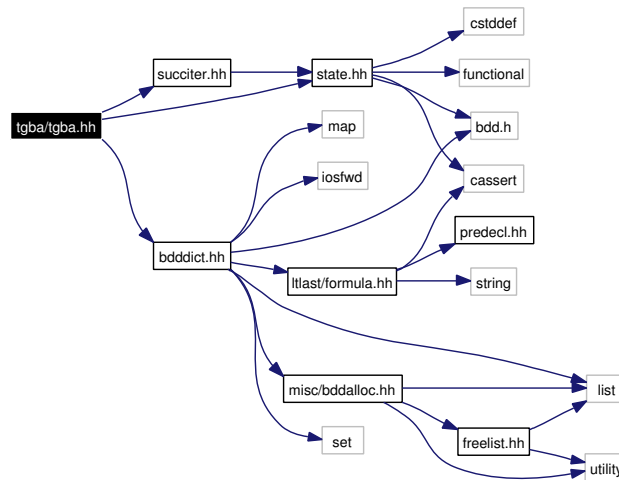 cstddef
succiter.hh
state.hh
functional
tgba/tgba.hh
map
bdd.h
iosfwd
cassert
predecl.hh
bdddict.hh
ltlast/formula.hh
string
misc/bddalloc.hh
list
set
freelist.hh
utility